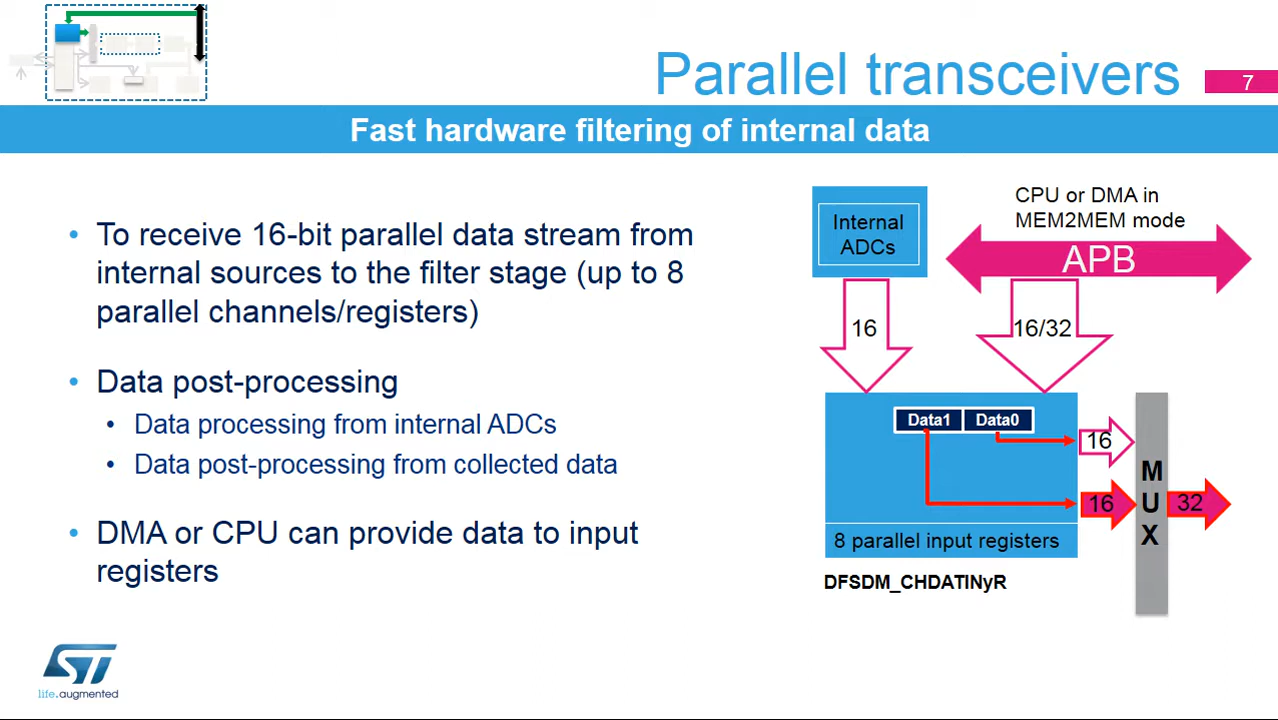 Parallel transceivers
7
Fast hardware filtering of internal data
• To receive 16-bit parallel data stream from
internal sources to the filter stage (up to 8
parallel channels/registers)
• Data post-processing
• Data processing from internal ADCs
• Data post-processing from collected data
• DMA or CPU can provide data to input
registers
Internal
ADCs
CPU or DMA in
MEM2MEM mode
APB
16
16/32
Data1
Data0
16
16
M
U
X
32
8 parallel input registers
DFSDM_CHDATINyR
ST
life.augmented